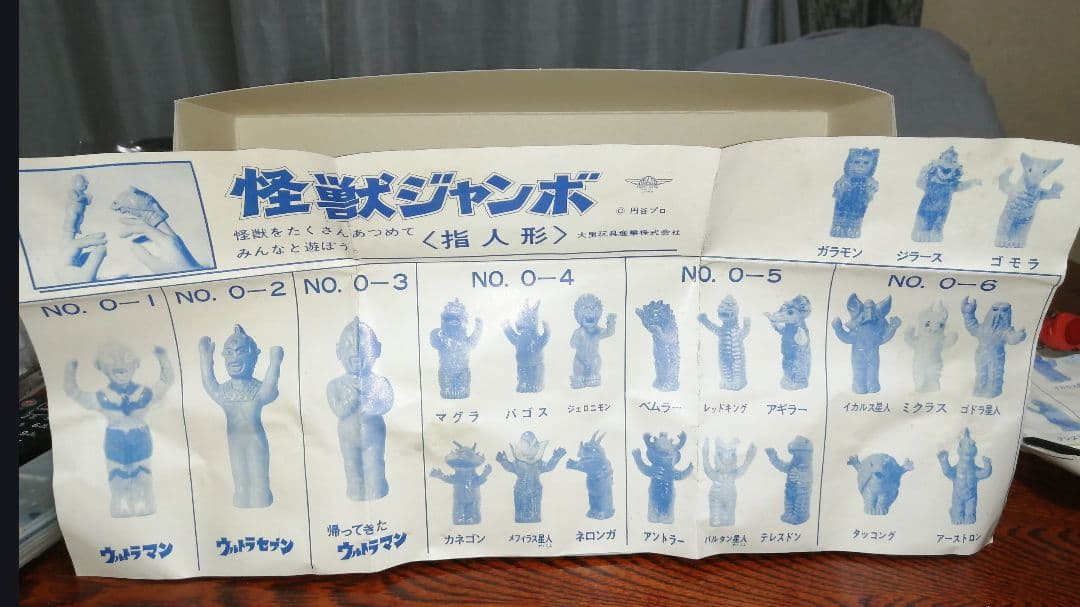 怪獣ジャンボ
© 円谷プロ
怪獣をたくさんあつめて
みんなと遊ぼう
〈指人形〉
ガラモン ジラース ゴモラ
NO. 0-1
ウルトラマン
NO. 0-2
ウルトラセブン
NO. 0-3
帰ってきた
ウルトラマン
NO. 0-4
マグラ パゴス ジェロニモン
カネゴン メフィラス星人 ネロンガ
NO. 0-5
ベムラー レッドキング アギラー
アントラー バルタン星人 テレスドン
NO. 0-6
イカルス星人 ミクラス ゴドラ星人
タッコング アーストロン